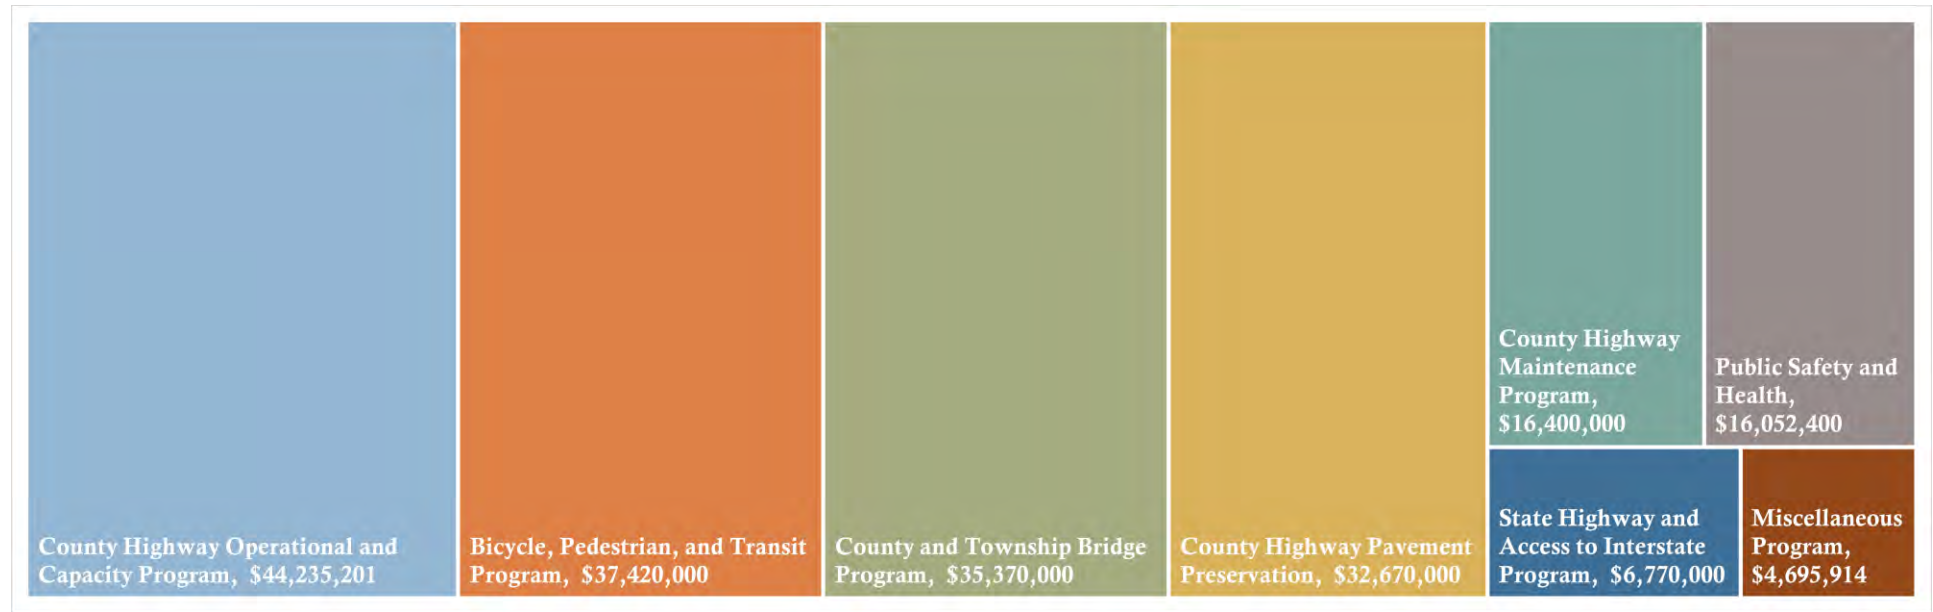 County Highway Operational and
Capacity Program, $44,235,201
Bicycle, Pedestrian, and Transit
Program, $37,420,000
County and Township Bridge
Program, $35,370,000
County Highway Pavement
Preservation, $32,670,000
County Highway
Maintenance
Program,
$16,400,000
Public Safety and
Health,
$16,052,400
State Highway and
Access to Interstate
Program, $6,770,000
Miscellaneous
Program,
$4,695,914